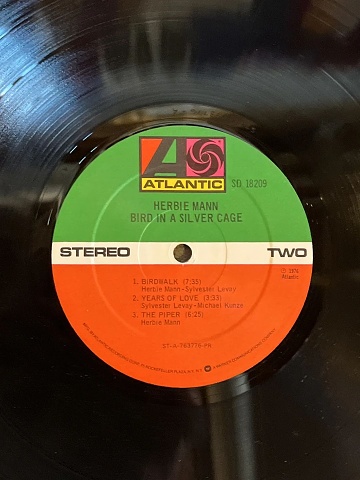 ATLANTIC
SD 18209
HERBIE MANN
BIRD IN A SILVER CAGE
STEREO
TWO
℗ 1976
Atlantic
1. BIRDWALK (7:35)
Herbie Mann-Sylvester Levay
2. YEARS OF LOVE (3:33)
Sylvester Levay-Michael Kunze
3. THE PIPER (6:25)
Herbie Mann
ST-A-763776-PR